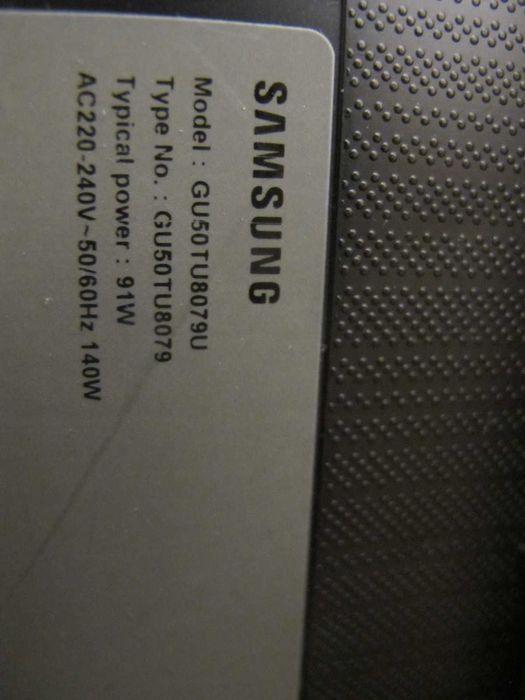 SAMSUNG
Model : GU50TU8079U
Type No. : GU50TU8079
Typical power : 91W
AC220-240V~50/60Hz 140W